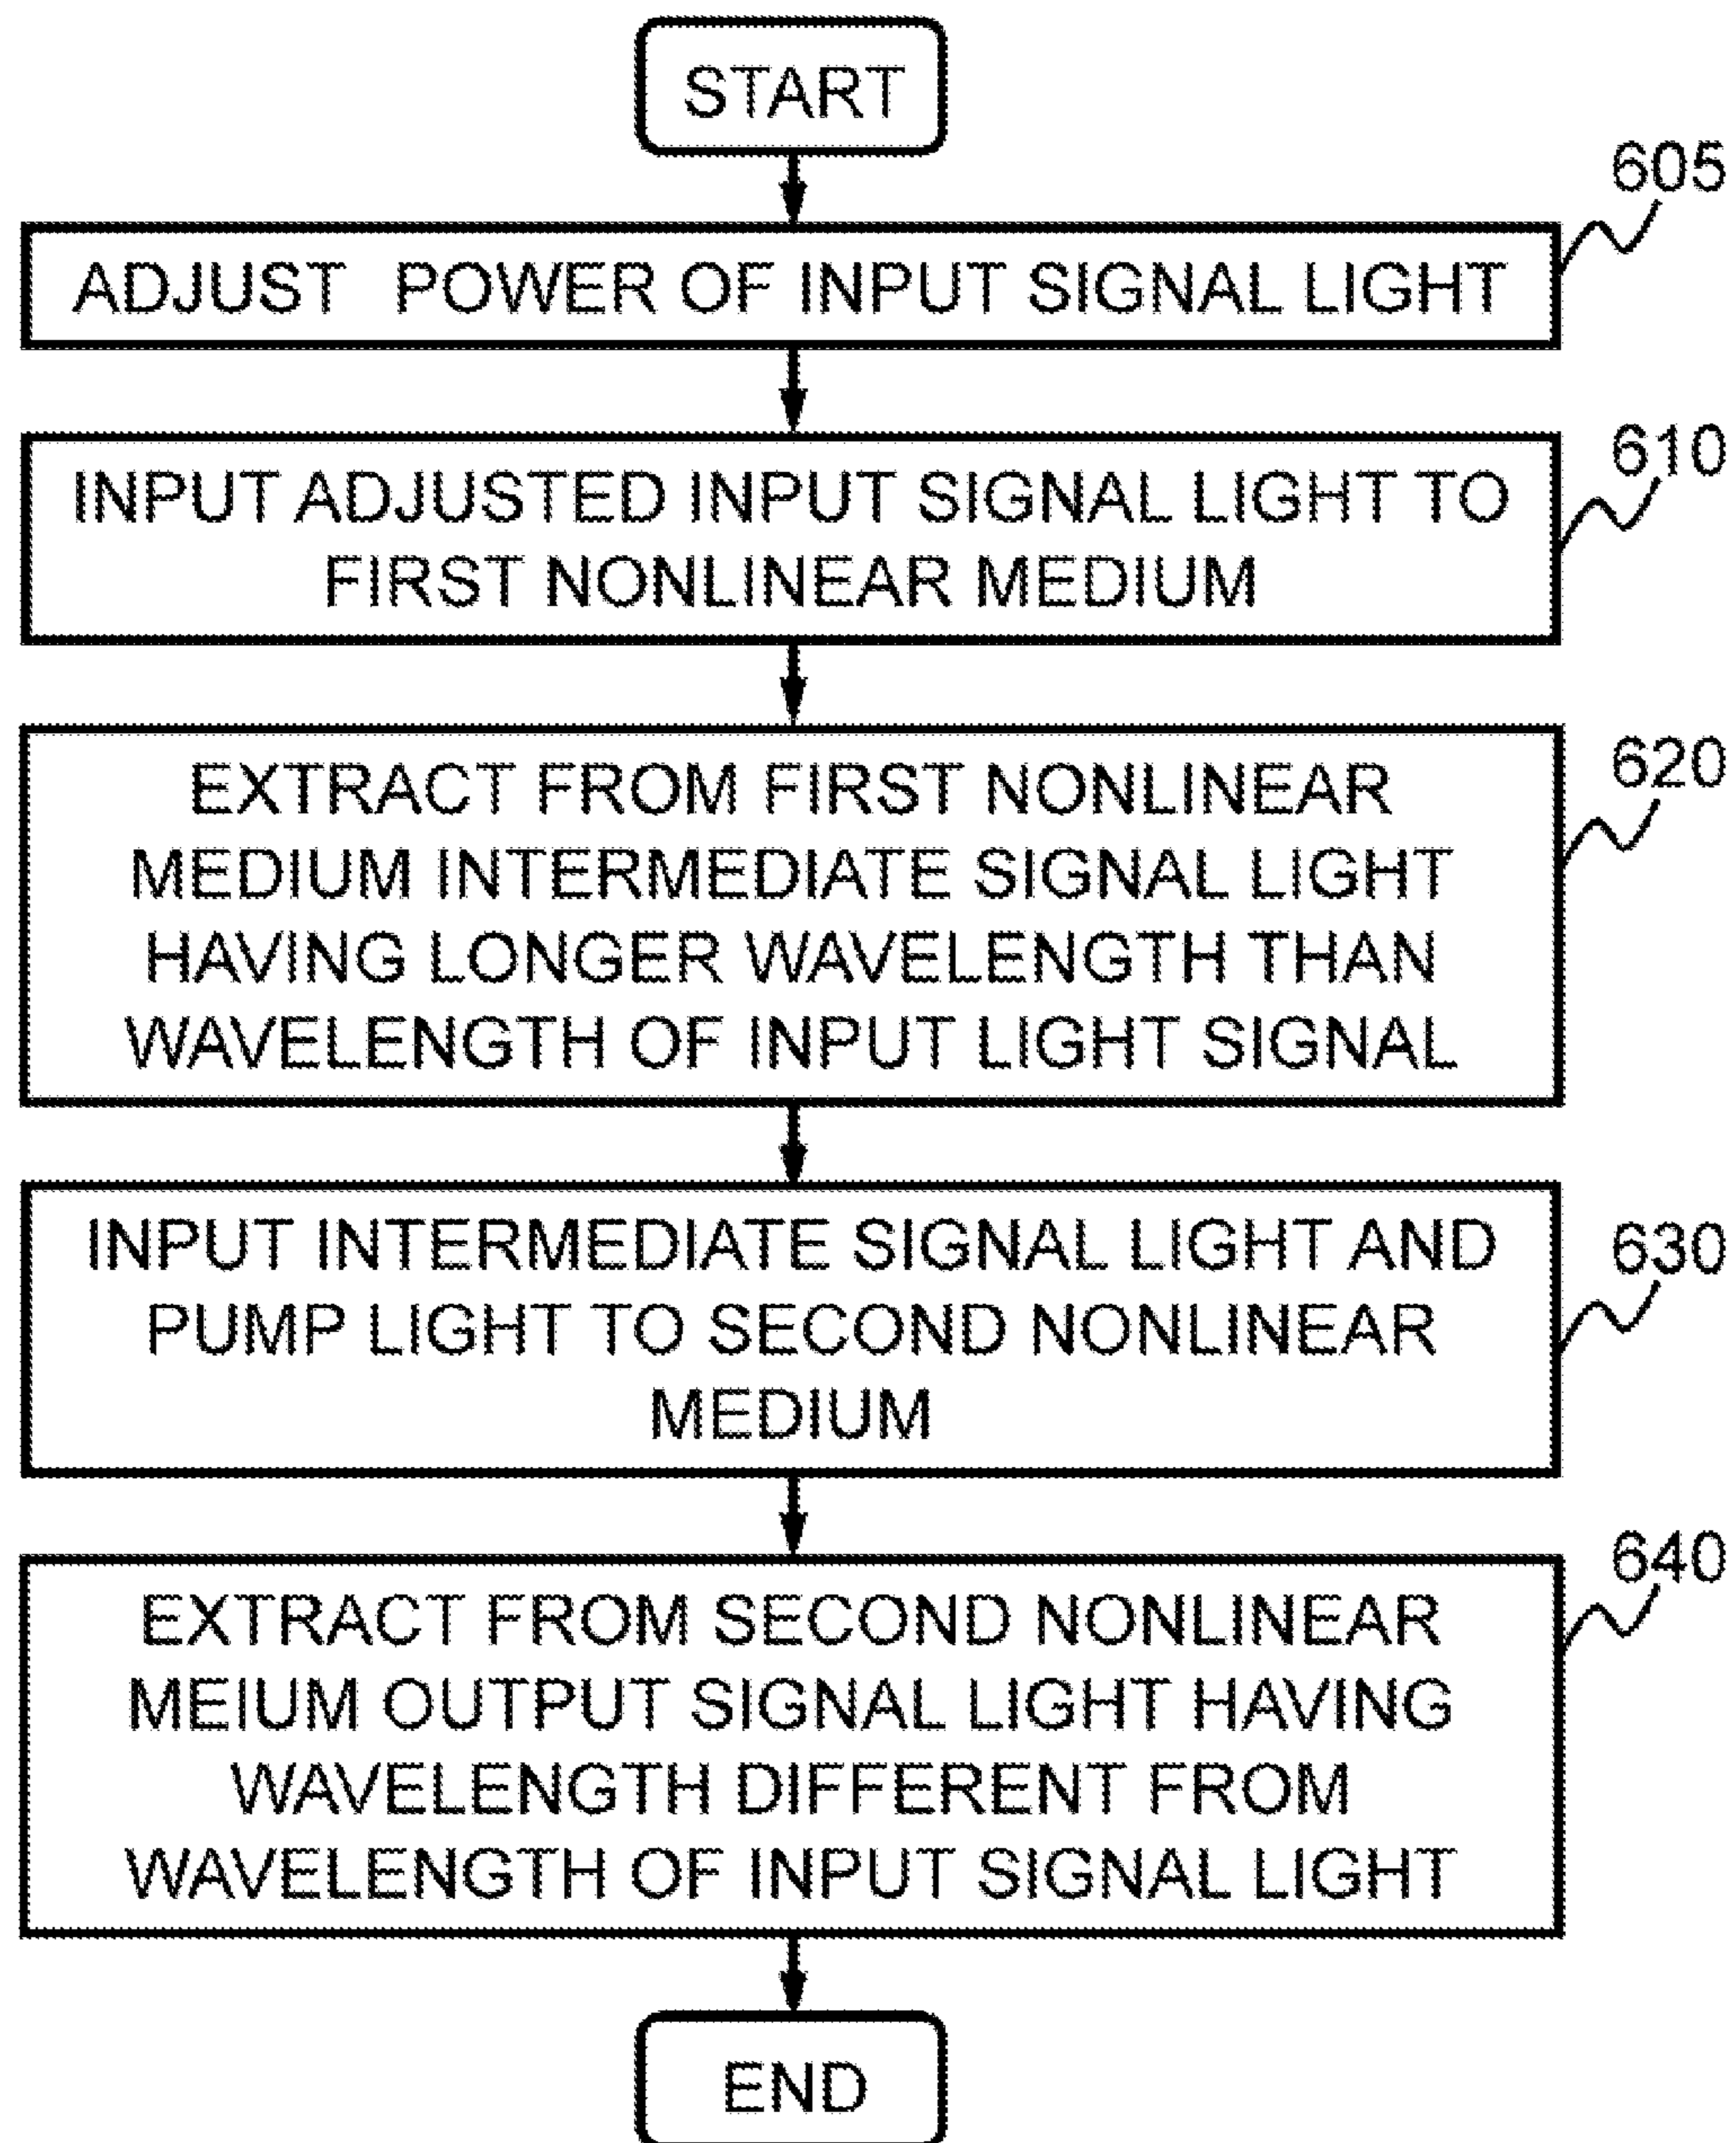 START
605
ADJUST POWER OF INPUT SIGNAL LIGHT
610
INPUT ADJUSTED INPUT SIGNAL LIGHT TO
FIRST NONLINEAR MEDIUM
620
EXTRACT FROM FIRST NONLINEAR
MEDIUM INTERMEDIATE SIGNAL LIGHT
HAVING LONGER WAVELENGTH THAN
WAVELENGTH OF INPUT LIGHT SIGNAL
630
INPUT INTERMEDIATE SIGNAL LIGHT AND
PUMP LIGHT TO SECOND NONLINEAR
MEDIUM
640
EXTRACT FROM SECOND NONLINEAR
MEIUM OUTPUT SIGNAL LIGHT HAVING
WAVELENGTH DIFFERENT FROM
WAVELENGTH OF INPUT SIGNAL LIGHT
END